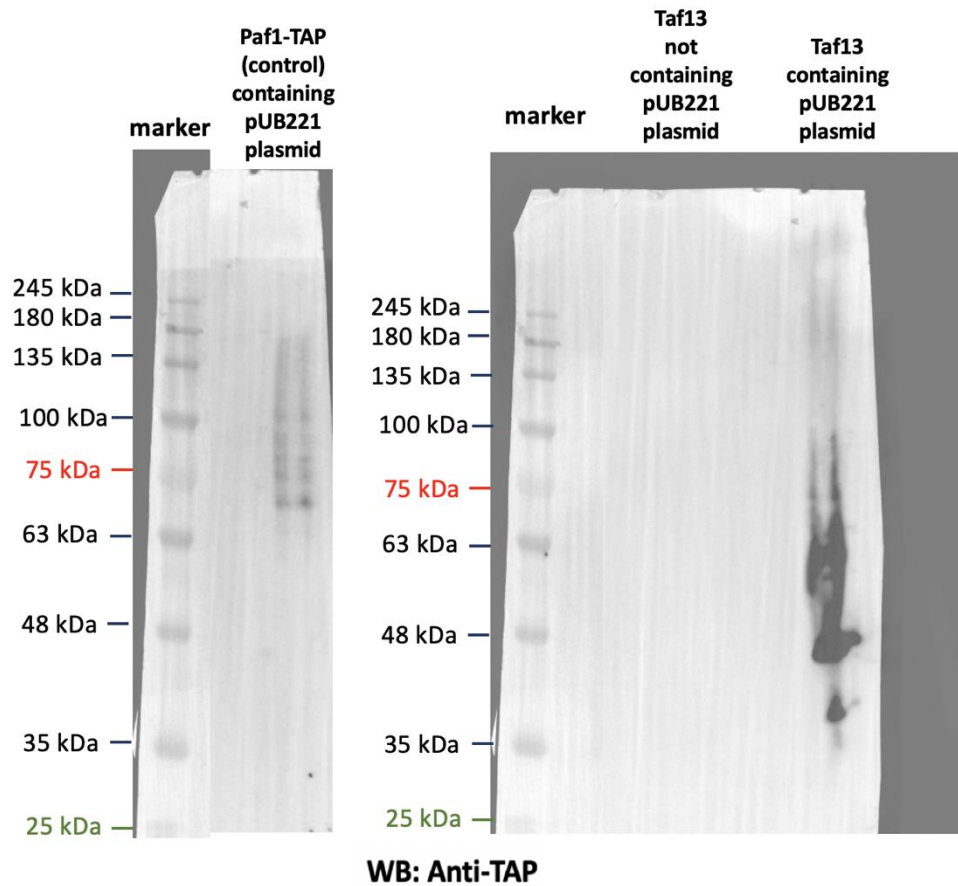 Paf1-TAP
(control)
containing
pUB221
plasmid
marker
245 kDa
180 kDa
135 kDa
100 kDa
75 kDa
63 kDa
48 kDa
35 kDa
25 kDa
marker
Taf13
not
containing
pUB221
plasmid
Taf13
containing
pUB221
plasmid
245 kDa
180 kDa
135 kDa
100 kDa
75 kDa
63 kDa
48 kDa
35 kDa
25 kDa
WB: Anti-TAP